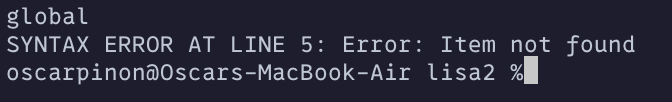 global
SYNTAX ERROR AT LINE 5: Error: Item not found
oscarpinon@Oscars-MacBook-Air lisa2 %